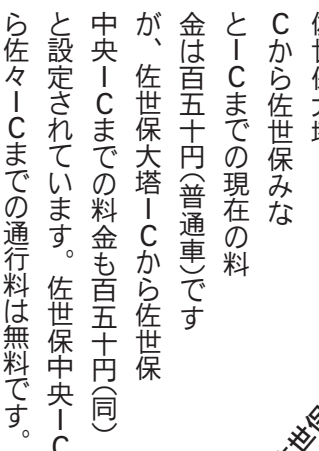 Cから佐世保みな
とICまでの現在の料
金は百五十円(普通車)です
が、佐世保大塔ICから佐世保
中央ICまでの料金も百五十円(同)
と設定されています。佐世保中央IC
ら佐々ICまでの通行料は無料です。